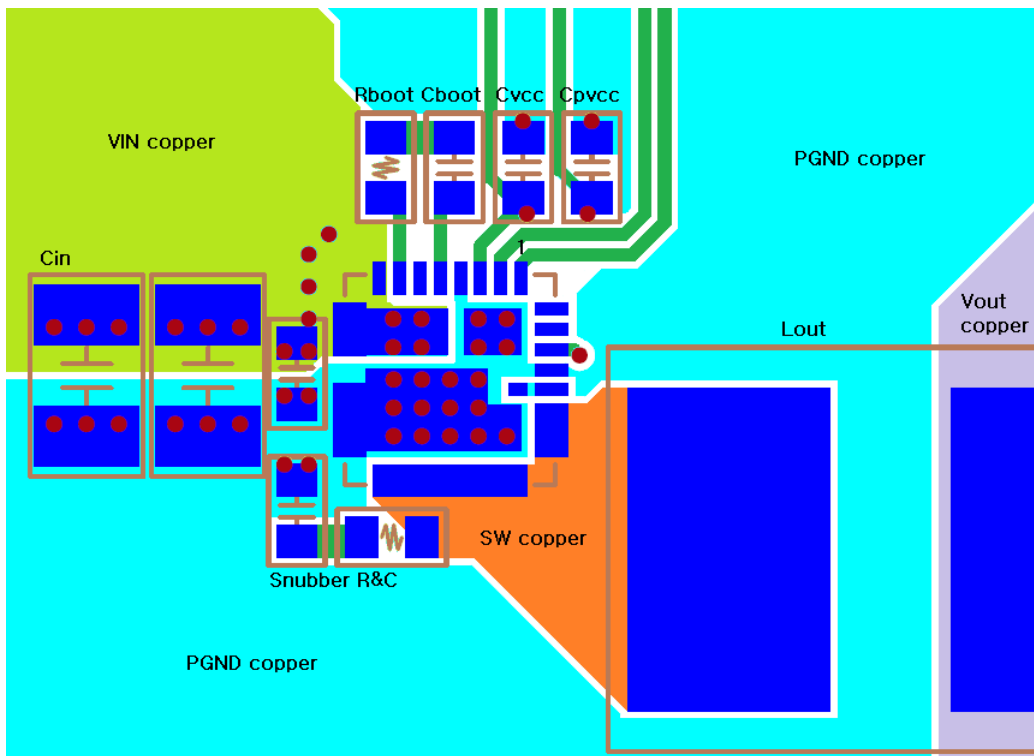 Rboot Cboot Cvcc Cpvcc
VIN copper
PGND copper
1
Cin
Vout
copper
Lout
SW copper
Snubber R&C
PGND copper